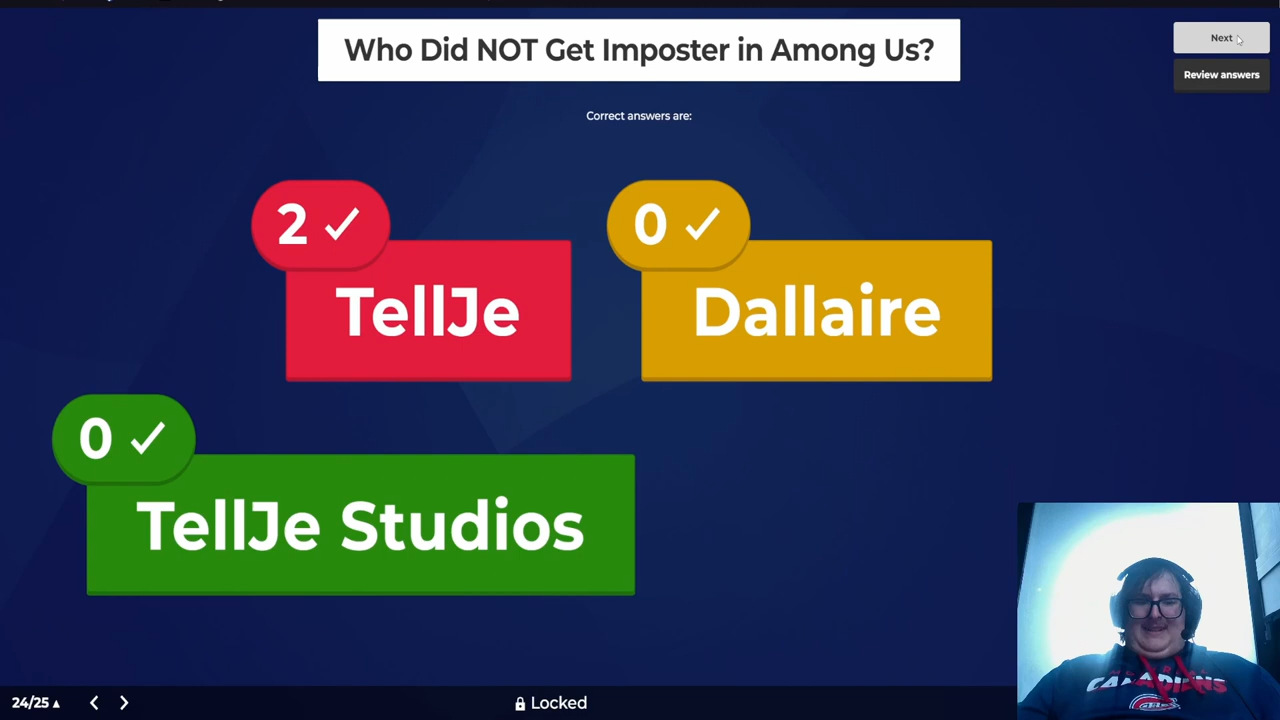 Who Did NOT Get Imposter in Among Us?
Next
Review answers
Correct answers are:
2
0
TellJe
Dallaire
0
TellJe Studios
24/25
Locked
CANADIENS